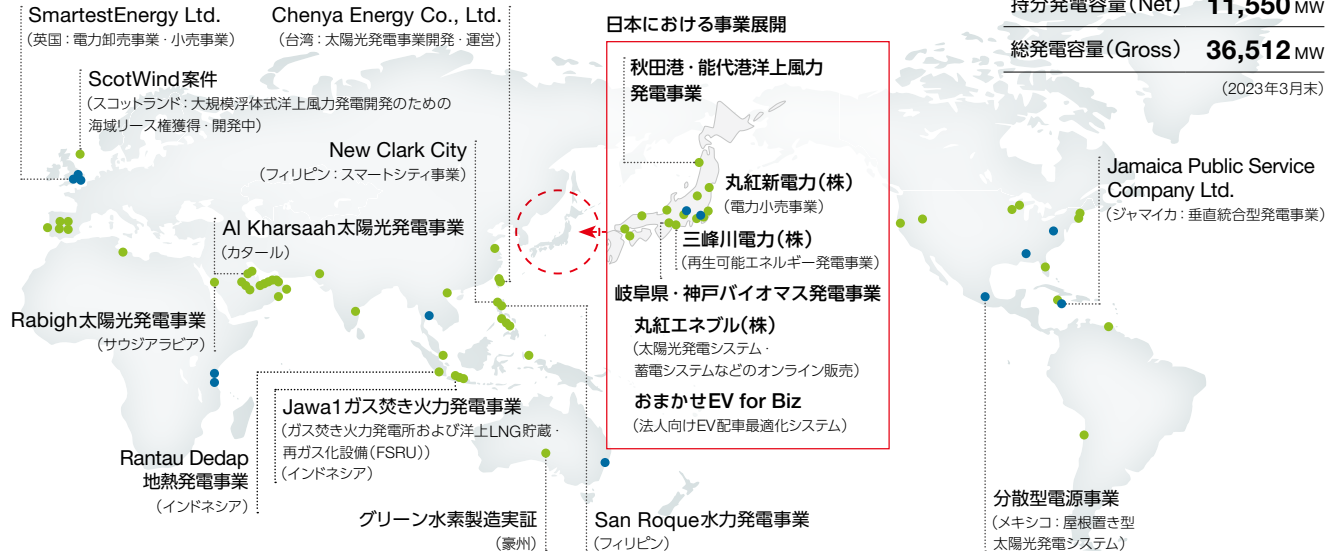 SmartestEnergy Ltd.
(英国：電力卸売事業・小売事業)
Chenya Energy Co., Ltd.
(台湾：太陽光発電事業開発・運営)
ScotWind案件
(スコットランド：大規模浮体式洋上風力発電開発のための
海域リース権獲得・開発中)
New Clark City
(フィリピン：スマートシティ事業)
Al Kharsaah太陽光発電事業
(カタール)
Rabigh太陽光発電事業
(サウジアラビア)
Jawa1ガス焚き火力発電事業
(ガス焚き火力発電所および洋上LNG貯蔵・
再ガス化設備(FSRU))
(インドネシア)
Rantau Dedap
地熱発電事業
(インドネシア)
グリーン水素製造実証
(豪州)
San Roque水力発電事業
(フィリピン)
日本における事業展開
秋田港・能代港洋上風力
発電事業
丸紅新電力(株)
(電力小売事業)
三峰川電力(株)
(再生可能エネルギー発電事業)
岐阜県・神戸バイオマス発電事業
丸紅エネブル(株)
(太陽光発電システム・
蓄電システムなどのオンライン販売)
おまかせEV for Biz
(法人向けEV配車最適化システム)
持分発電容量(Net) 11,550 MW
総発電容量(Gross) 36,512 MW
(2023年3月末)
Jamaica Public Service
Company Ltd.
(ジャマイカ：垂直統合型発電事業)
分散型電源事業
(メキシコ：屋根置き型
太陽光発電システム)